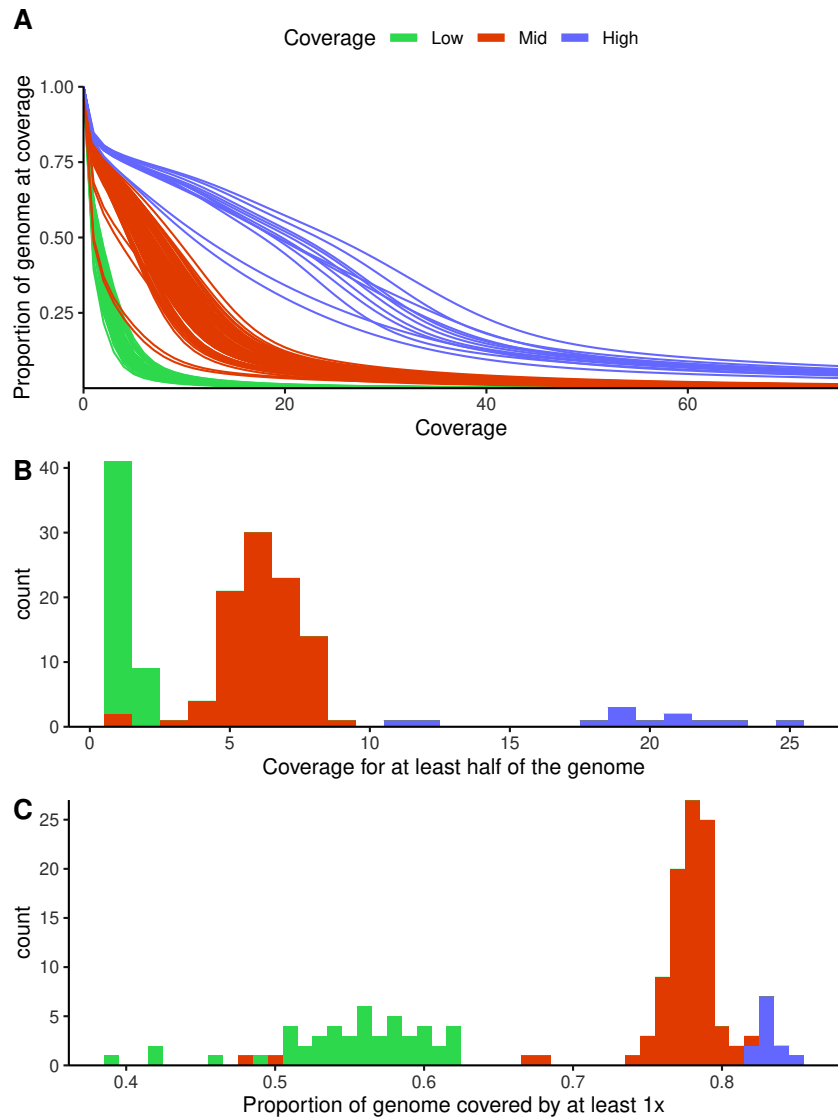 A
Coverage Low Mid High
Proportion of genome at coverage
1.00
0.75
0.50
0.25
0 20 40 60
Coverage
B
count
40
30
20
10
0
0 5 10 15 20 25
Coverage for at least half of the genome
C
count
25
20
15
10
5
0
0.4 0.5 0.6 0.7 0.8
Proportion of genome covered by at least 1x